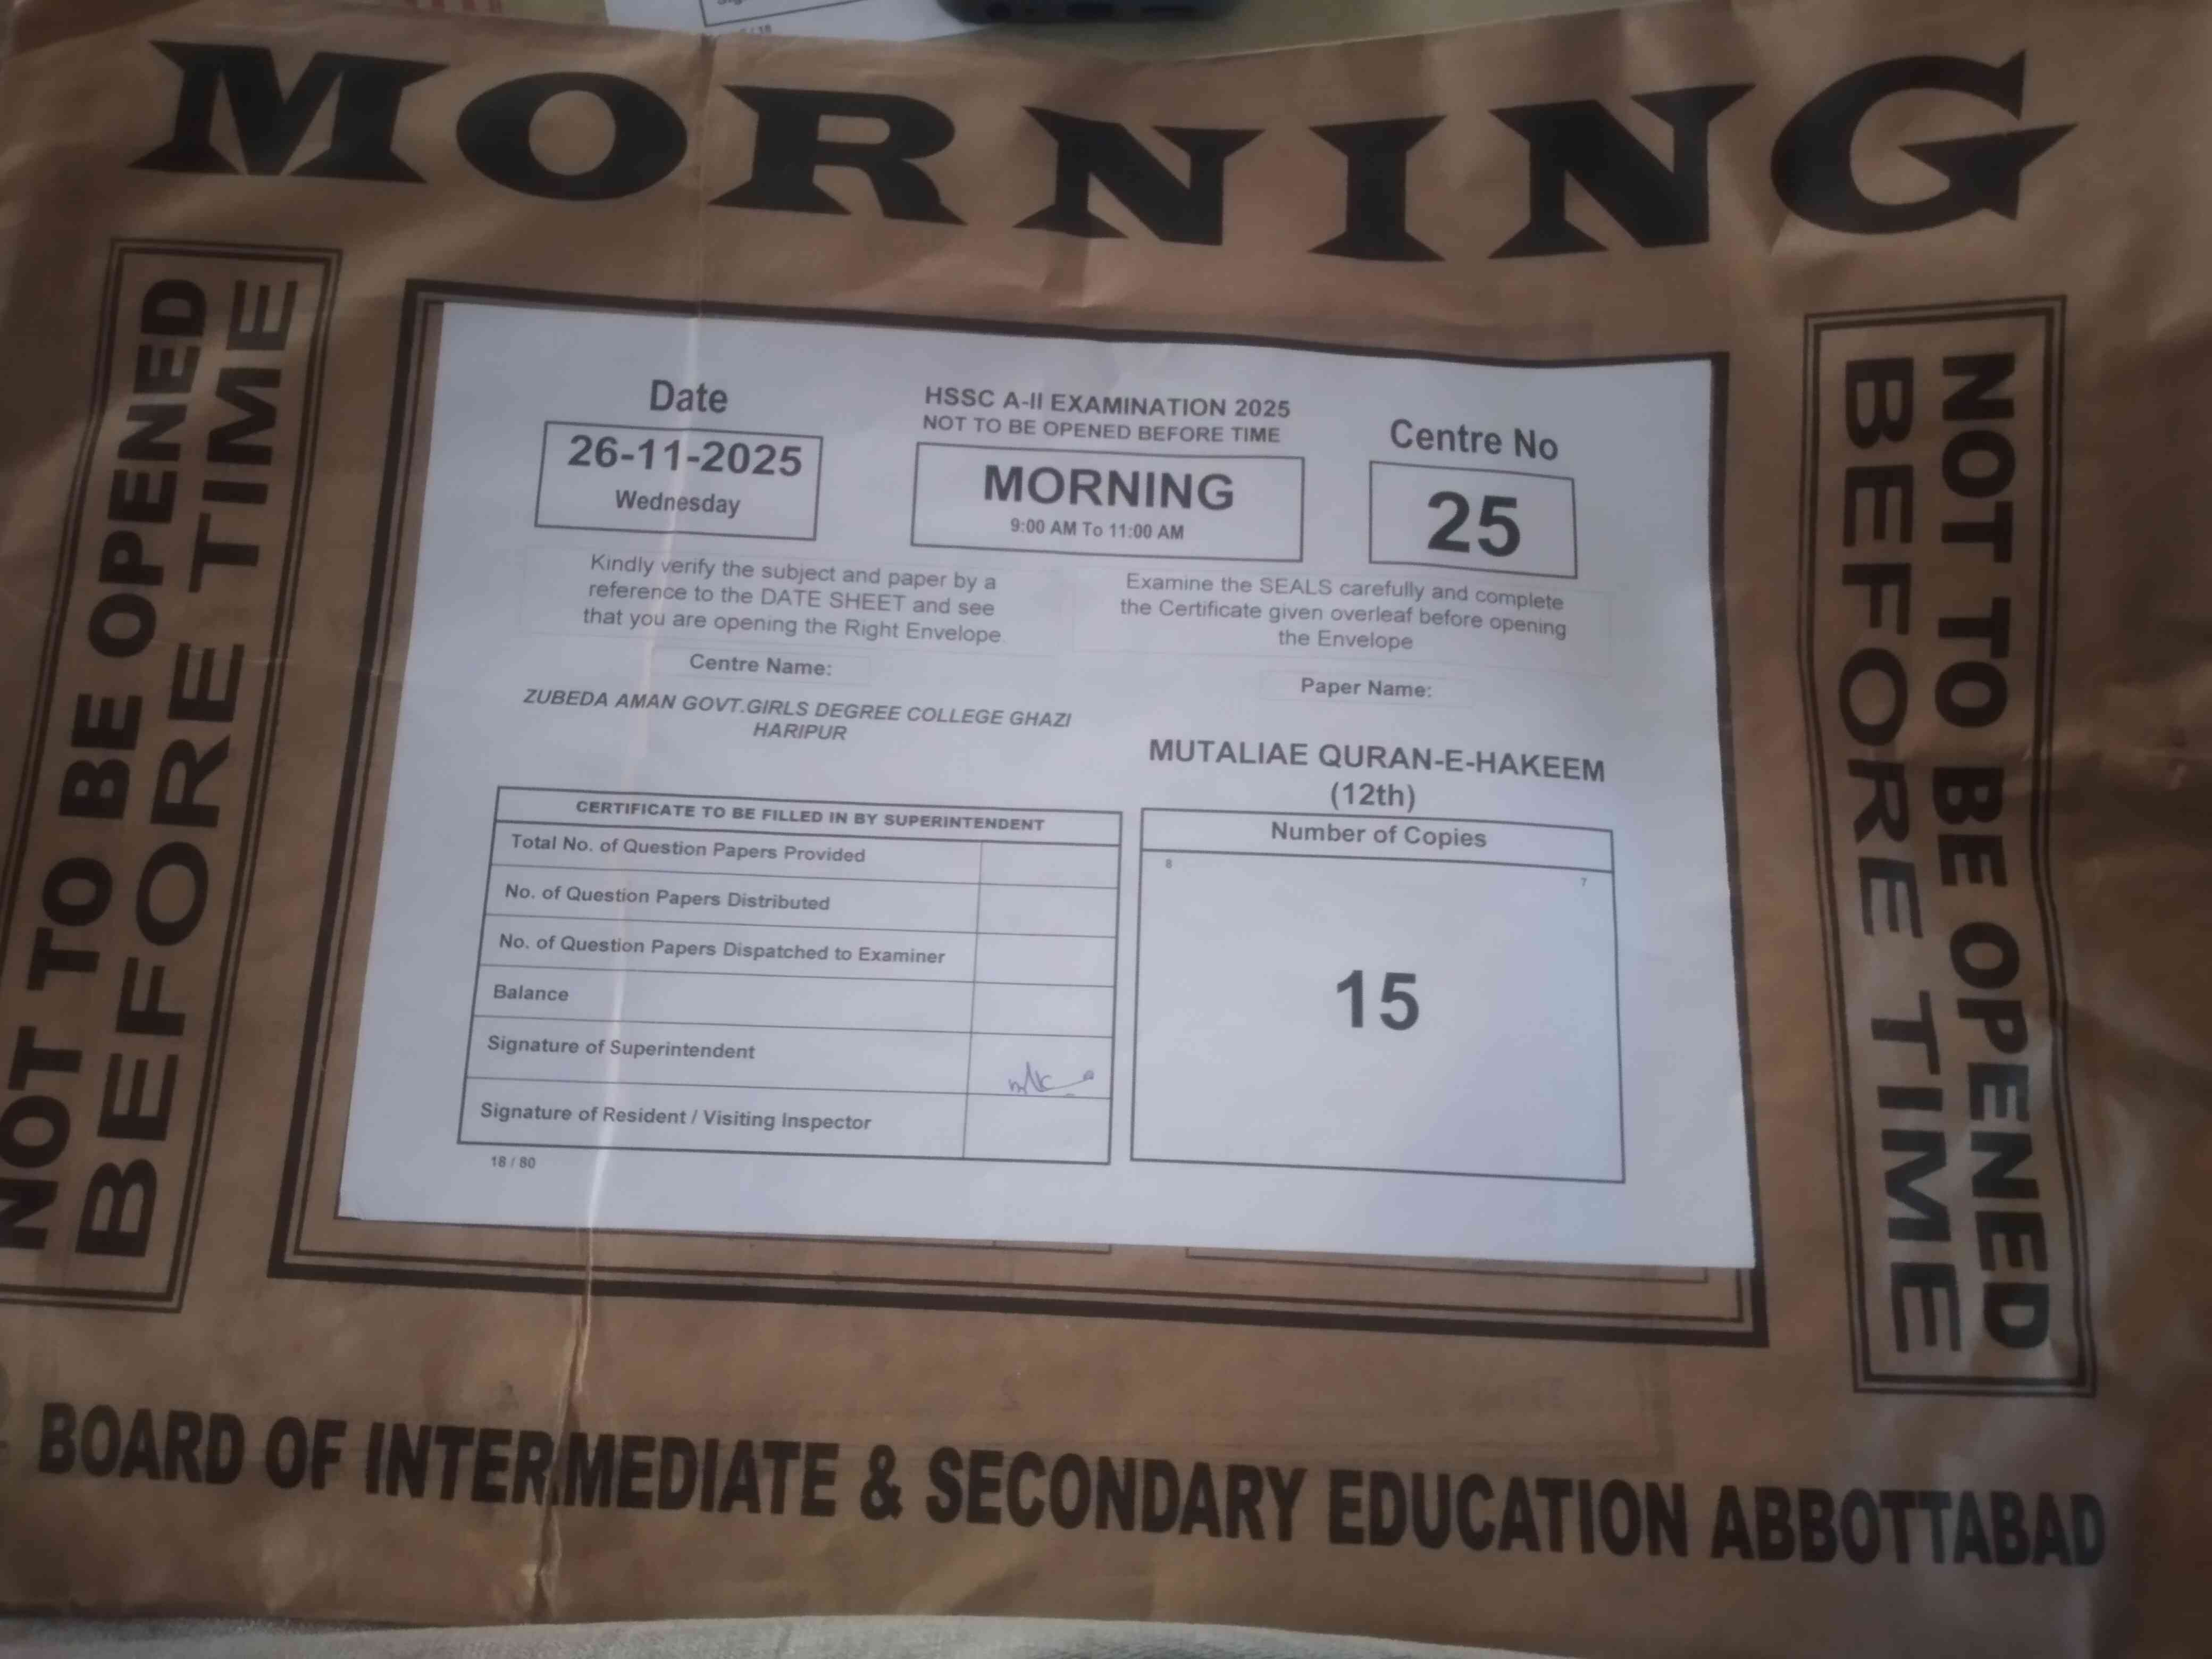 MORNING
NOT TO BE OPENED
BEFORE TIME
Date
26-11-2025
Wednesday
HSSC A-II EXAMINATION 2025
NOT TO BE OPENED BEFORE TIME
MORNING
9:00 AM To 11:00 AM
Centre No
25
Kindly verify the subject and paper by a
reference to the DATE SHEET and see
that you are opening the Right Envelope
Examine the SEALS carefully and complete
the Certificate given overleaf before opening
the Envelope
Centre Name:
ZUBEDA AMAN GOVT.GIRLS DEGREE COLLEGE GHAZI
HARIPUR
Paper Name:
MUTALIAE QURAN-E-HAKEEM
(12th)
CERTIFICATE TO BE FILLED IN BY SUPERINTENDENT
Total No. of Question Papers Provided
No. of Question Papers Distributed
No. of Question Papers Dispatched to Examiner
Balance
Signature of Superintendent
Signature of Resident / Visiting Inspector
18 / 80
Number of Copies
8
7
15
NOT TO BE OPENED
BEFORE TIME
BOARD OF INTERMEDIATE & SECONDARY EDUCATION ABBOTTABAD